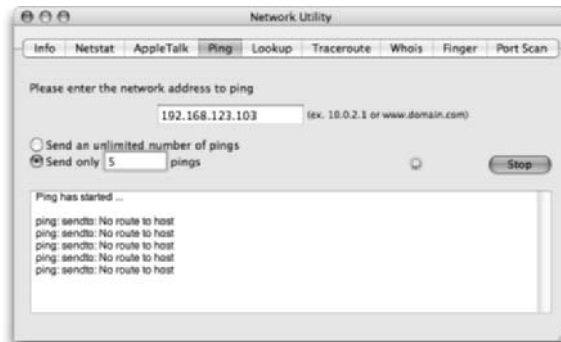 Network Utility
Info Netstat AppleTalk Ping Lookup Traceroute Whois Finger Port Scan
Please enter the network address to ping
192.168.123.103 (ex. 10.0.2.1 or www.domain.com)
Send an unlimited number of pings
Send only 5 pings
Stop
Ping has started ...
ping: sendto: No route to host
ping: sendto: No route to host
ping: sendto: No route to host
ping: sendto: No route to host
ping: sendto: No route to host